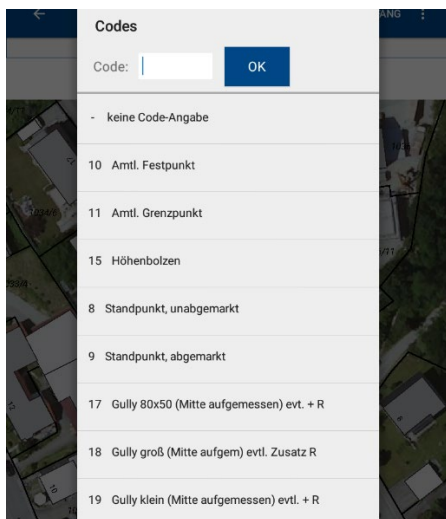 ANG
Codes
Code:
OK
- keine Code-Angabe
10 Amtl. Festpunkt
11 Amtl. Grenzpunkt
15 Höhenbolzen
8 Standpunkt, unabgemarkt
9 Standpunkt, abgemarkt
17 Gully 80x50 (Mitte aufgemessen) evt. + R
18 Gully groß (Mitte aufgem) evtl. Zusatz R
19 Gully klein (Mitte aufgemessen) evtl. + R